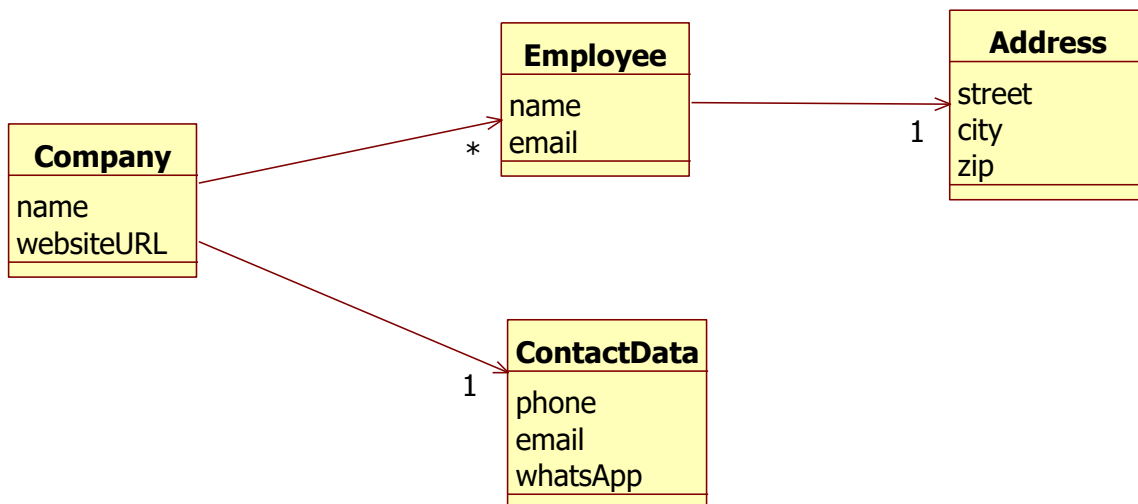 Company
name
websiteURL
*
1
Employee
name
email
1
Address
street
city
zip
ContactData
phone
email
whatsApp